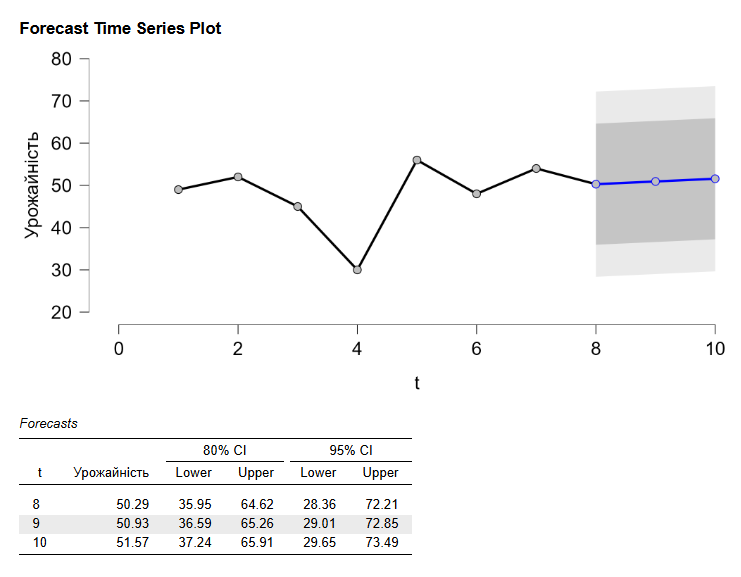 Forecast Time Series Plot
80
70
60
50
40
30
20
Урожайність
0 2 4 6 8 10
t
Forecasts
80% CI 95% CI
t Урожайність Lower Upper Lower Upper
8 50.29 35.95 64.62 28.36 72.21
9 50.93 36.59 65.26 29.01 72.85
10 51.57 37.24 65.91 29.65 73.49